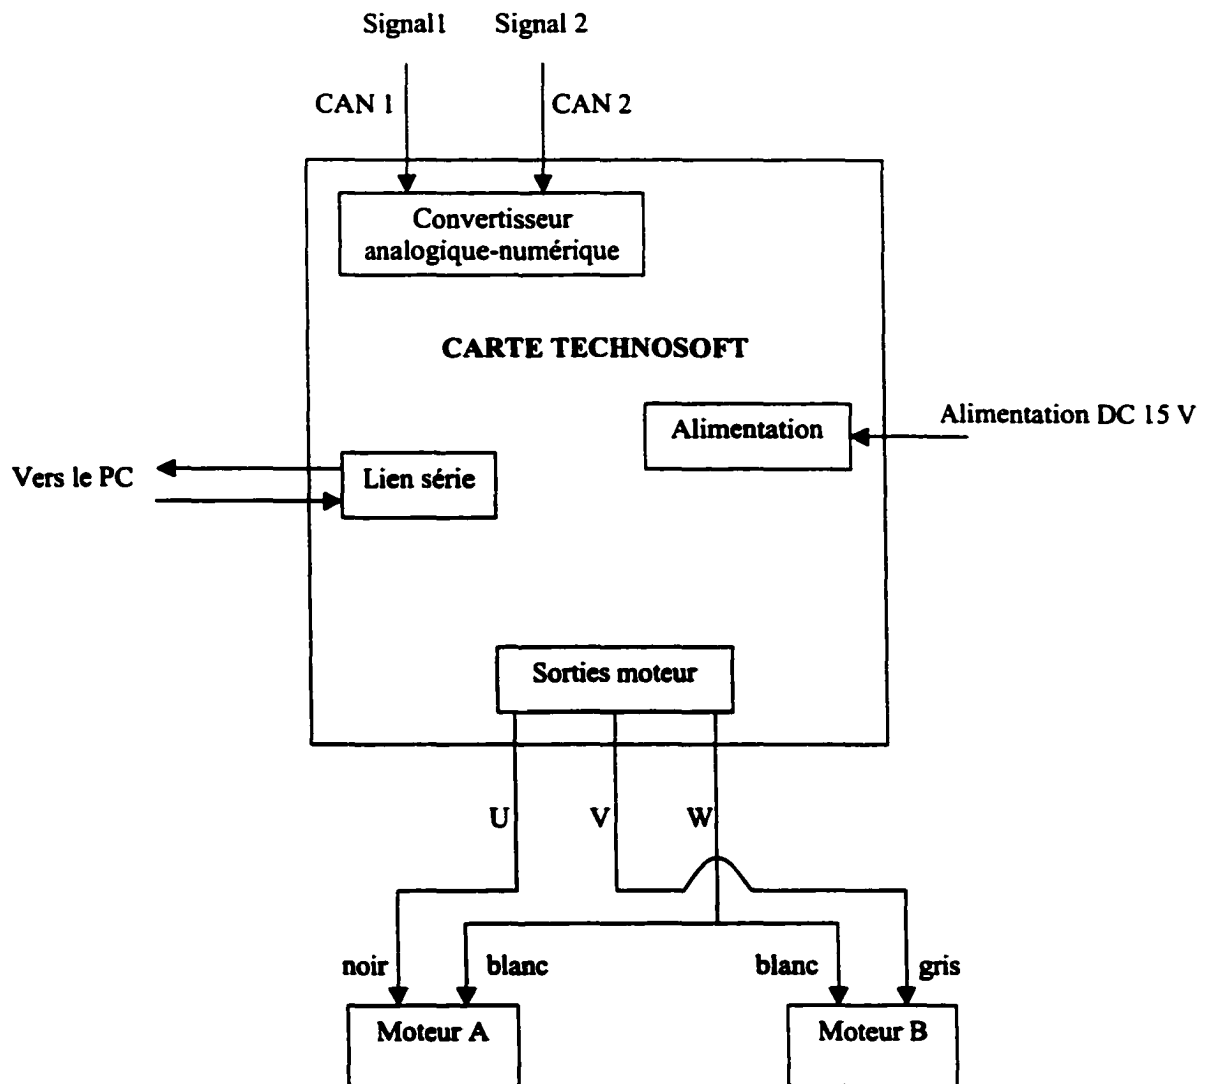 Signal1 Signal 2
CAN 1 CAN 2
Convertisseur
analogique-numérique
CARTE TECHNOSOFT
Alimentation DC 15 V
Alimentation
Vers le PC
Lien série
Sorties moteur
U V W
noir blanc blanc gris
Moteur A Moteur B